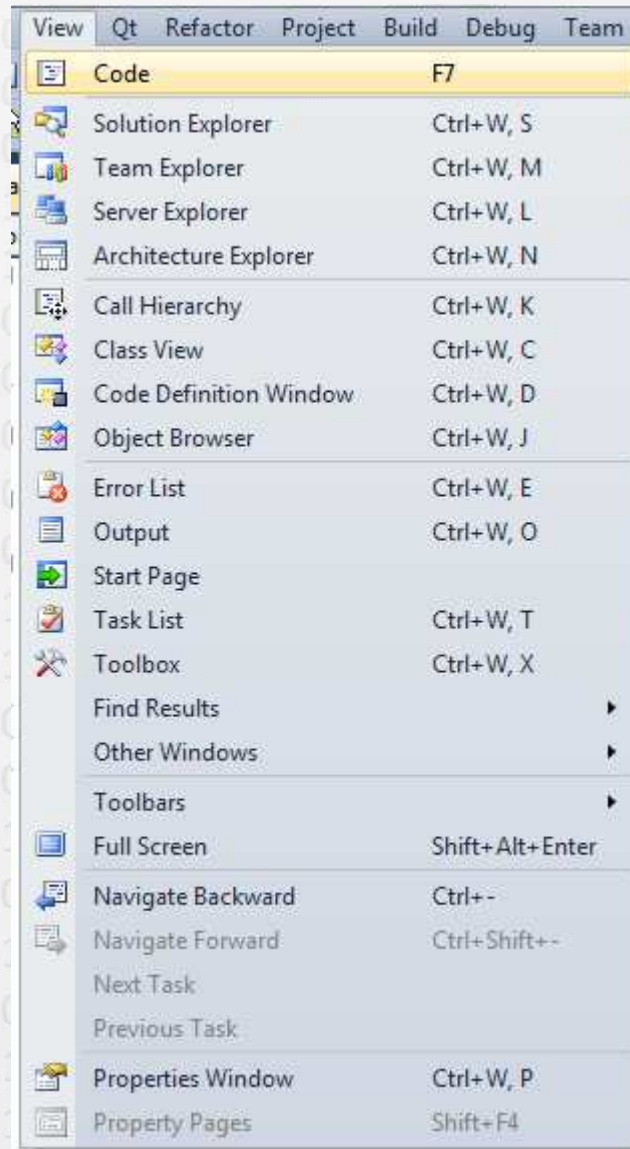 View Qt Refactor Project Build Debug Team
Code F7
Solution Explorer Ctrl+W, S
Team Explorer Ctrl+W, M
Server Explorer Ctrl+W, L
Architecture Explorer Ctrl+W, N
Call Hierarchy Ctrl+W, K
Class View Ctrl+W, C
Code Definition Window Ctrl+W, D
Object Browser Ctrl+W, J
Error List Ctrl+W, E
Output Ctrl+W, O
Start Page
Task List Ctrl+W, T
Toolbox Ctrl+W, X
Find Results
Other Windows
Toolbars
Full Screen Shift+Alt+Enter
Navigate Backward Ctrl+-
Navigate Forward Ctrl+Shift+-
Next Task
Previous Task
Properties Window Ctrl+W, P
Property Pages Shift+F4